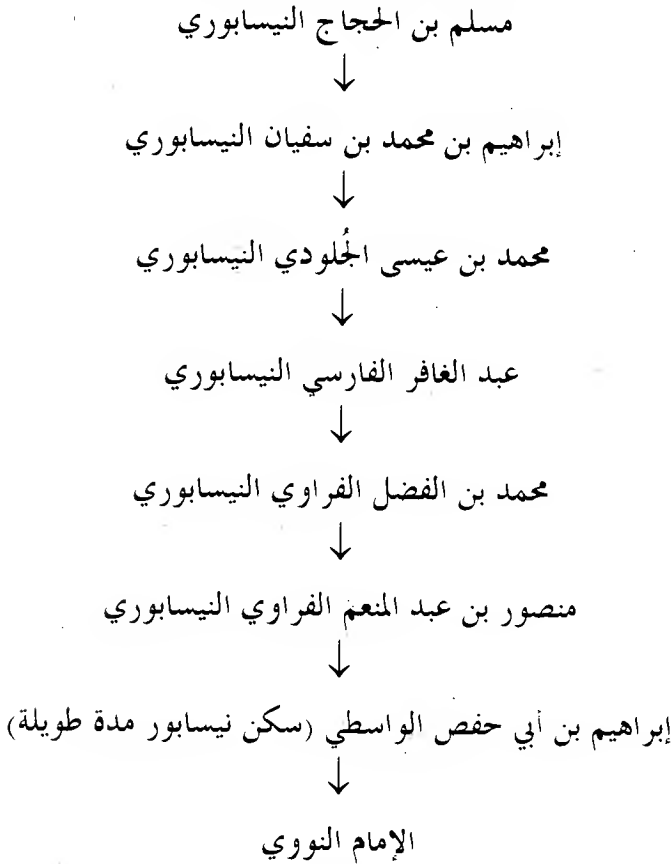 مسلم بن الحجاج النيسابوري
↓
إبراهيم بن محمد بن سفيان النيسابوري
↓
محمد بن عيسى الجُلودي النيسابوري
↓
عبد الغافر الفارسي النيسابوري
↓
محمد بن الفضل الفراوي النيسابوري
↓
منصور بن عبد المنعم الفراوي النيسابوري
↓
إبراهيم بن أبي حفص الواسطي (سكن نيسابور مدة طويلة)
↓
الإمام النووي